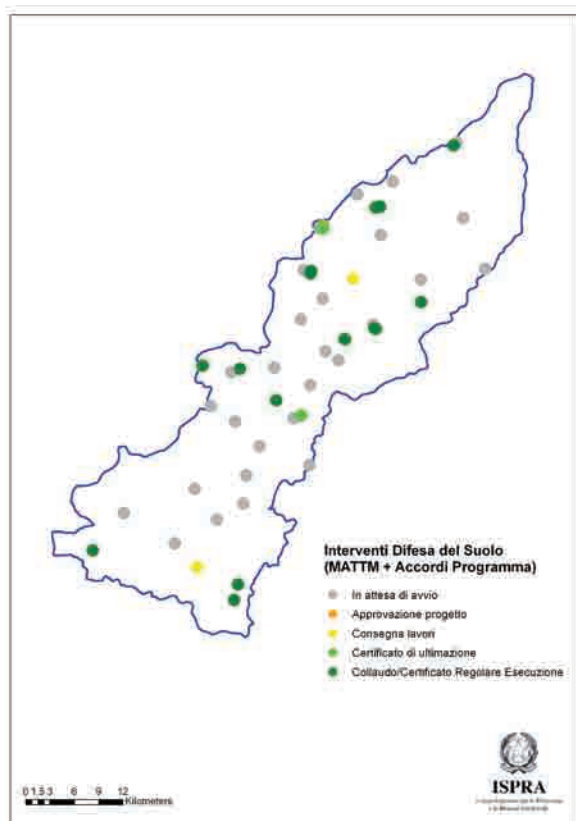 Interventi Difesa del Suolo
(MATTM + Accordi Programma)
In attesa di avvio
Approvazione progetto
Consegna lavori
Certificato di ultimazione
Collaudo/Certificato Regolare Esecuzione
0 1,5 3 6 9 12
Kilometers
ISPRA